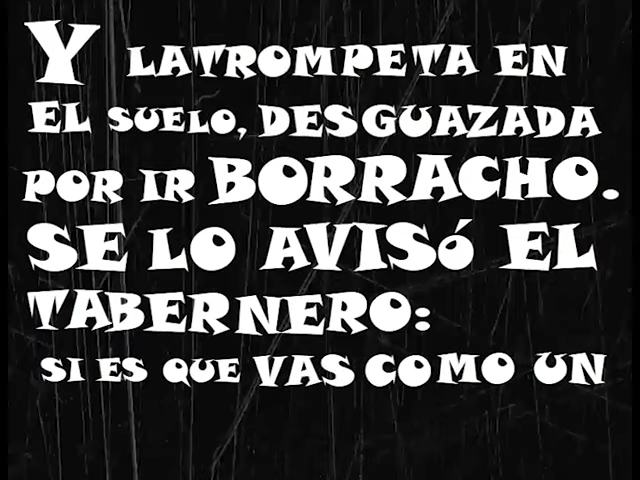 Y LATROMPETA EN
EL SUELO, DESGUAZADA
POR IR BORRACHO.
SE LO AVISÓ EL
TABERNERO:
SI ES QUE VAS COMO UN